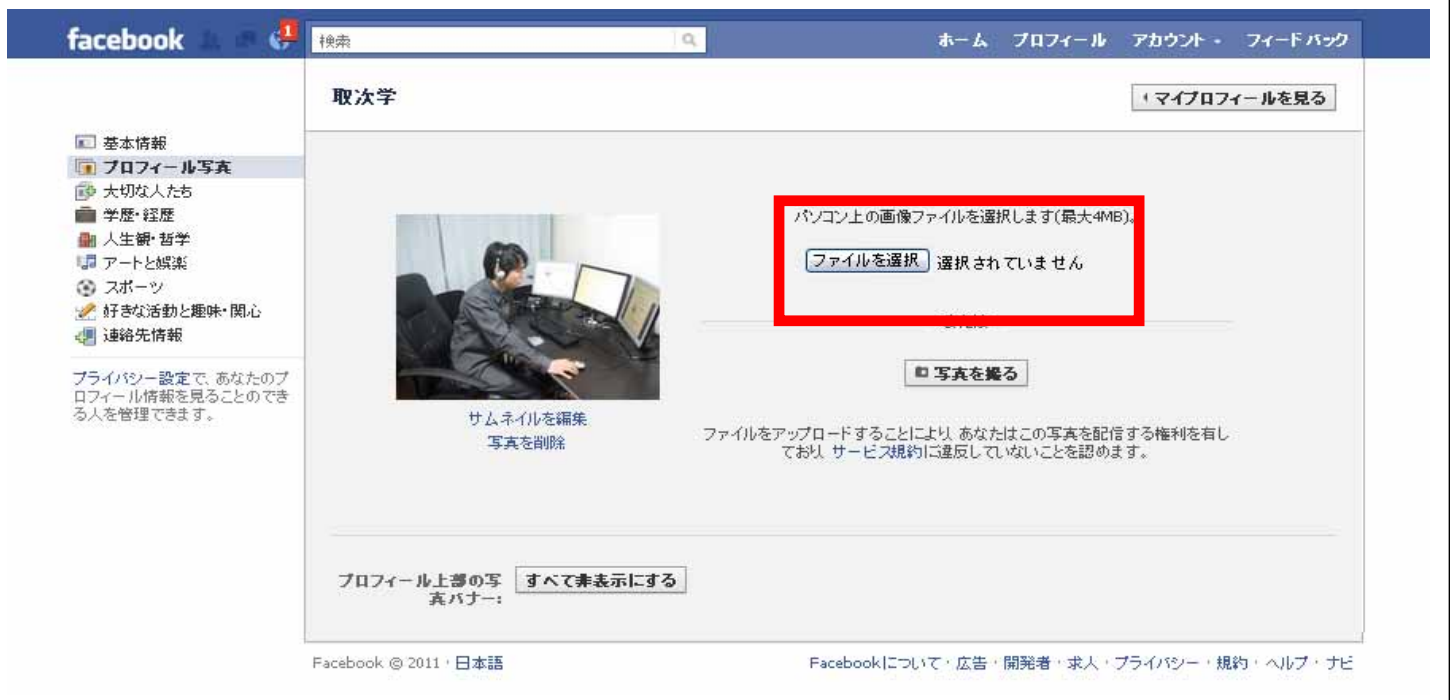 facebook
1
検索
ホーム プロフィール アカウント フィードバック
取次学
マイプロフィールを見る
基本情報
プロフィール写真
大切な人たち
学歴・経歴
人生観・哲学
アートと娯楽
スポーツ
好きな活動と趣味・関心
連絡先情報
プライバシー設定で、あなたのプ
ロフィール情報を見ることのでき
る人を管理できます。
サムネイルを編集
写真を削除
パソコン上の画像ファイルを選択します(最大4MB)。
ファイルを選択 選択されていません
写真を撮る
ファイルをアップロードすることにより、あなたはこの写真を配信する権利を有し
ており、サービス規約に違反していないことを認めます。
プロフィール上部の写
真バナー:
すべて非表示にする
Facebook © 2011 · 日本語
Facebookについて · 広告 · 開発者 · 求人 · プライバシー · 規約 · ヘルプ · ナビ